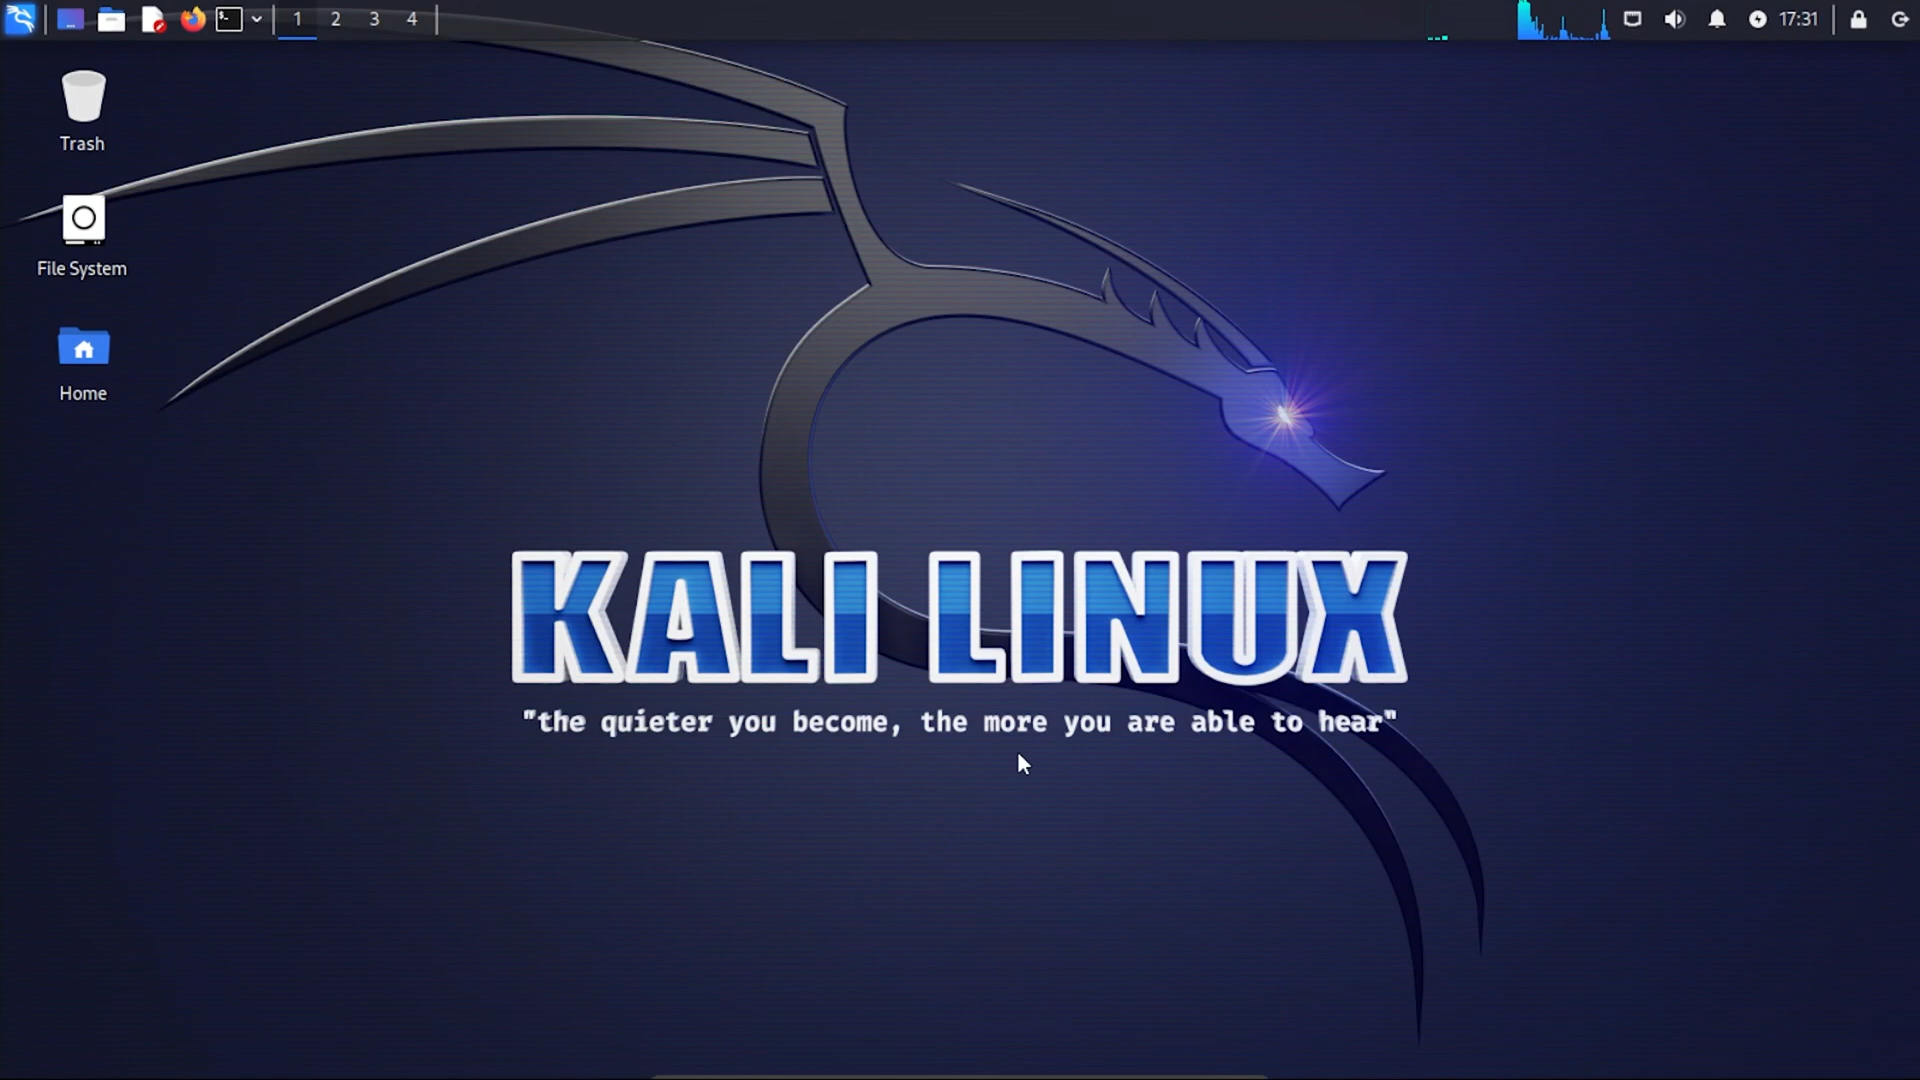 1 2 3 4 17:31
Trash
File System
Home
KALI LINUX
"the quieter you become, the more you are able to hear"